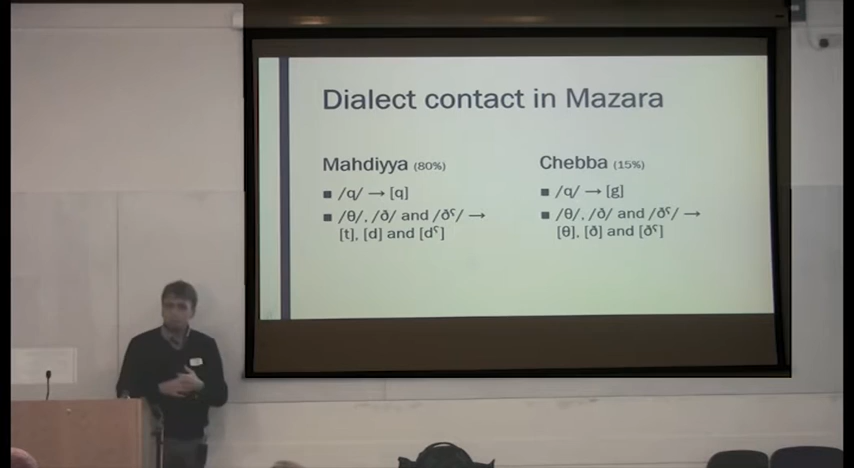 Dialect contact in Mazara
Mahdiyya (80%)
■ /q/ → [q]
■ /θ/, /ð/ and /ðˤ/ →
[t], [d] and [dˤ]
Chebba (15%)
■ /q/ → [g]
■ /θ/, /ð/ and /ðˤ/ →
[θ], [ð] and [ðˤ]